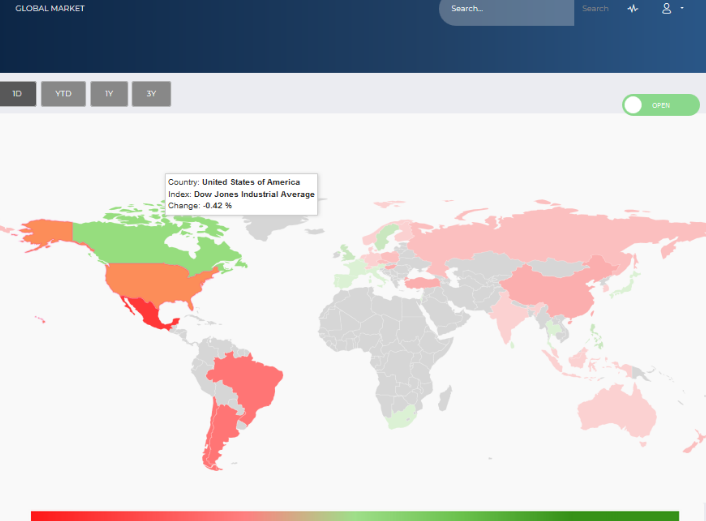 GLOBAL MARKET
Search...
Search
1D
YTD
1Y
3Y
OPEN
Country: United States of America
Index: Dow Jones Industrial Average
Change: -0.42 %